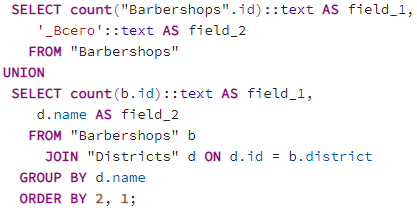 SELECT count("Barbershops".id)::text AS field_1,
'_Всего'::text AS field_2
FROM "Barbershops"
UNION
SELECT count(b.id)::text AS field_1,
d.name AS field_2
FROM "Barbershops" b
JOIN "Districts" d ON d.id = b.district
GROUP BY d.name
ORDER BY 2, 1;